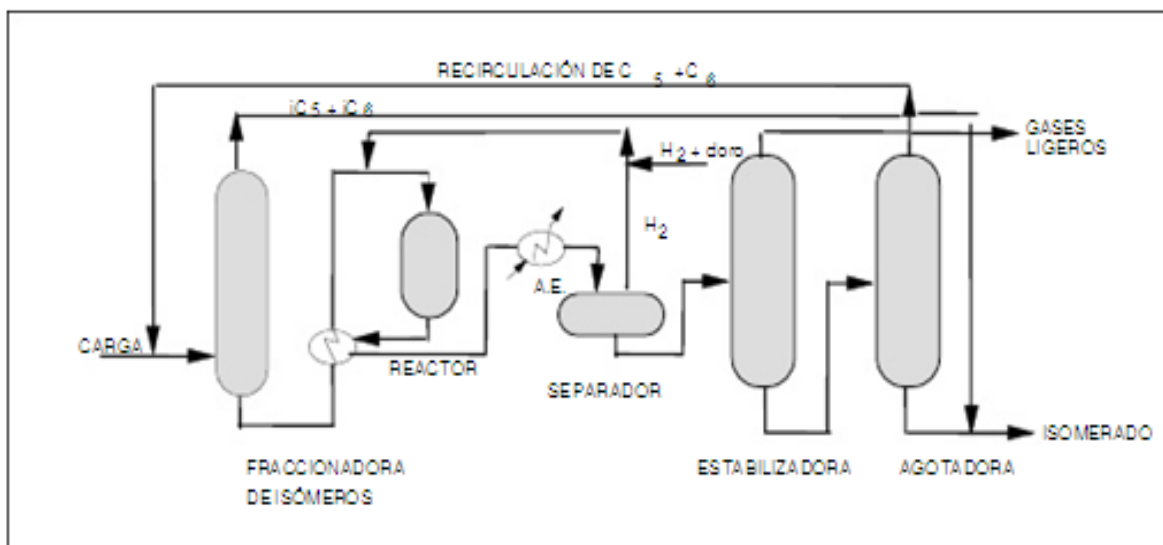 RECIRCULACIÓN DE C5 +C6
iC5 + iC6
GASES
LIGEROS
H2 + cloro
H2
A.E.
CARGA
REACTOR
SEPARADOR
ISOMERADO
FRACCIONADORA
DE ISÓMEROS
ESTABILIZADORA
AGOTADORA